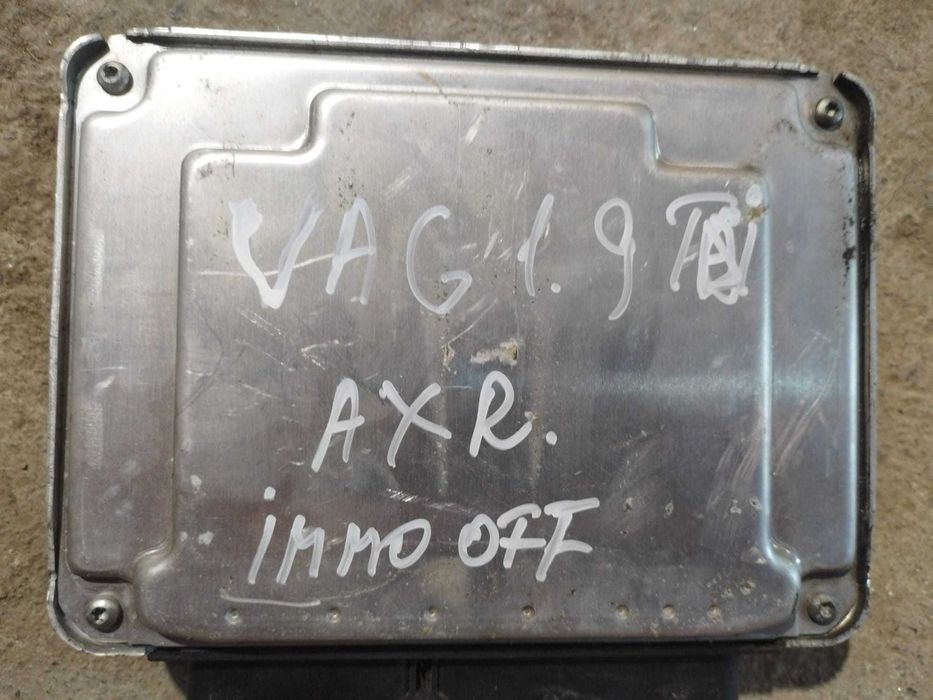 VAG 1.9 TDi
AXR.
iMMO OFF